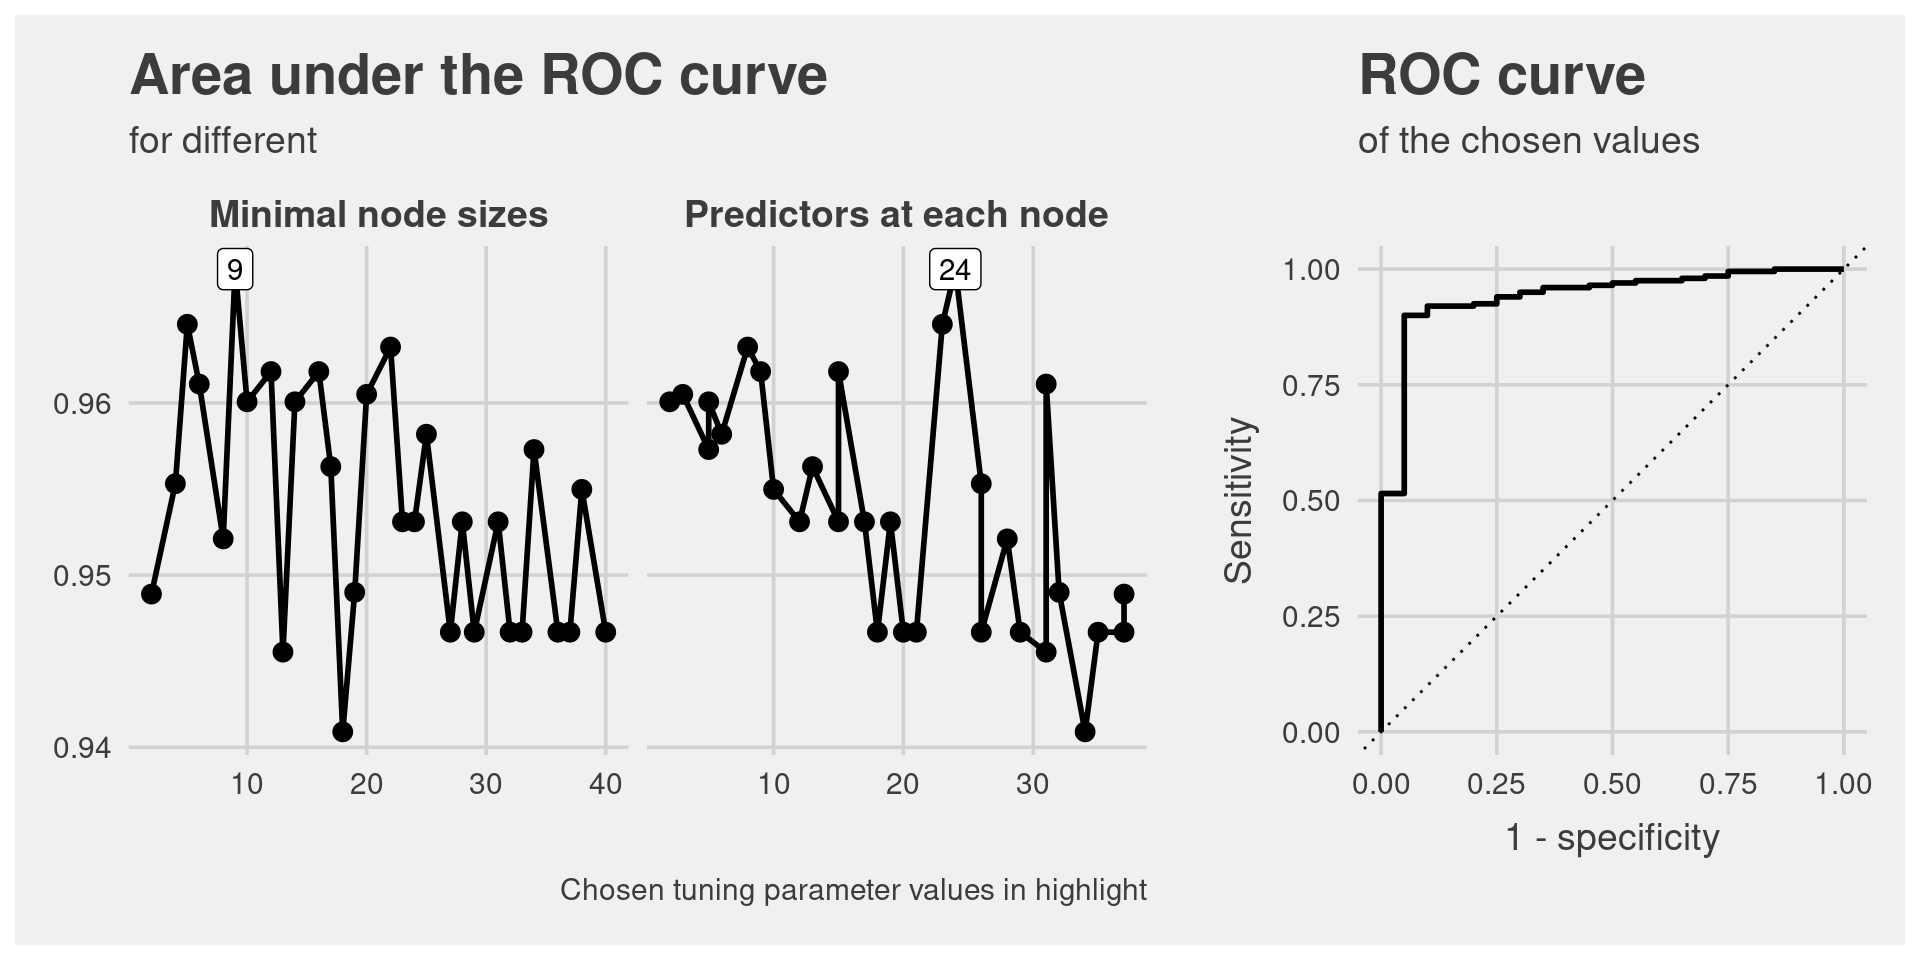 Area under the ROC curve
for different
Minimal node sizes
Predictors at each node
9
24
0.96
0.95
0.94
10 20 30 40
10 20 30
Chosen tuning parameter values in highlight
ROC curve
of the chosen values
Sensitivity
1.00
0.75
0.50
0.25
0.00
0.00 0.25 0.50 0.75 1.00
1 - specificity